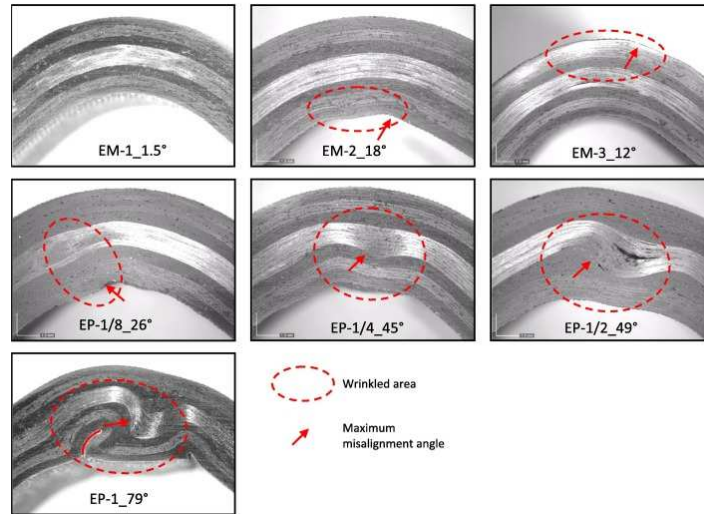 EM-1_1.5°
EM-2_18°
EM-3_12°
EP-1/8_26°
EP-1/4_45°
EP-1/2_49°
EP-1_79°
Wrinkled area
Maximum
misalignment angle